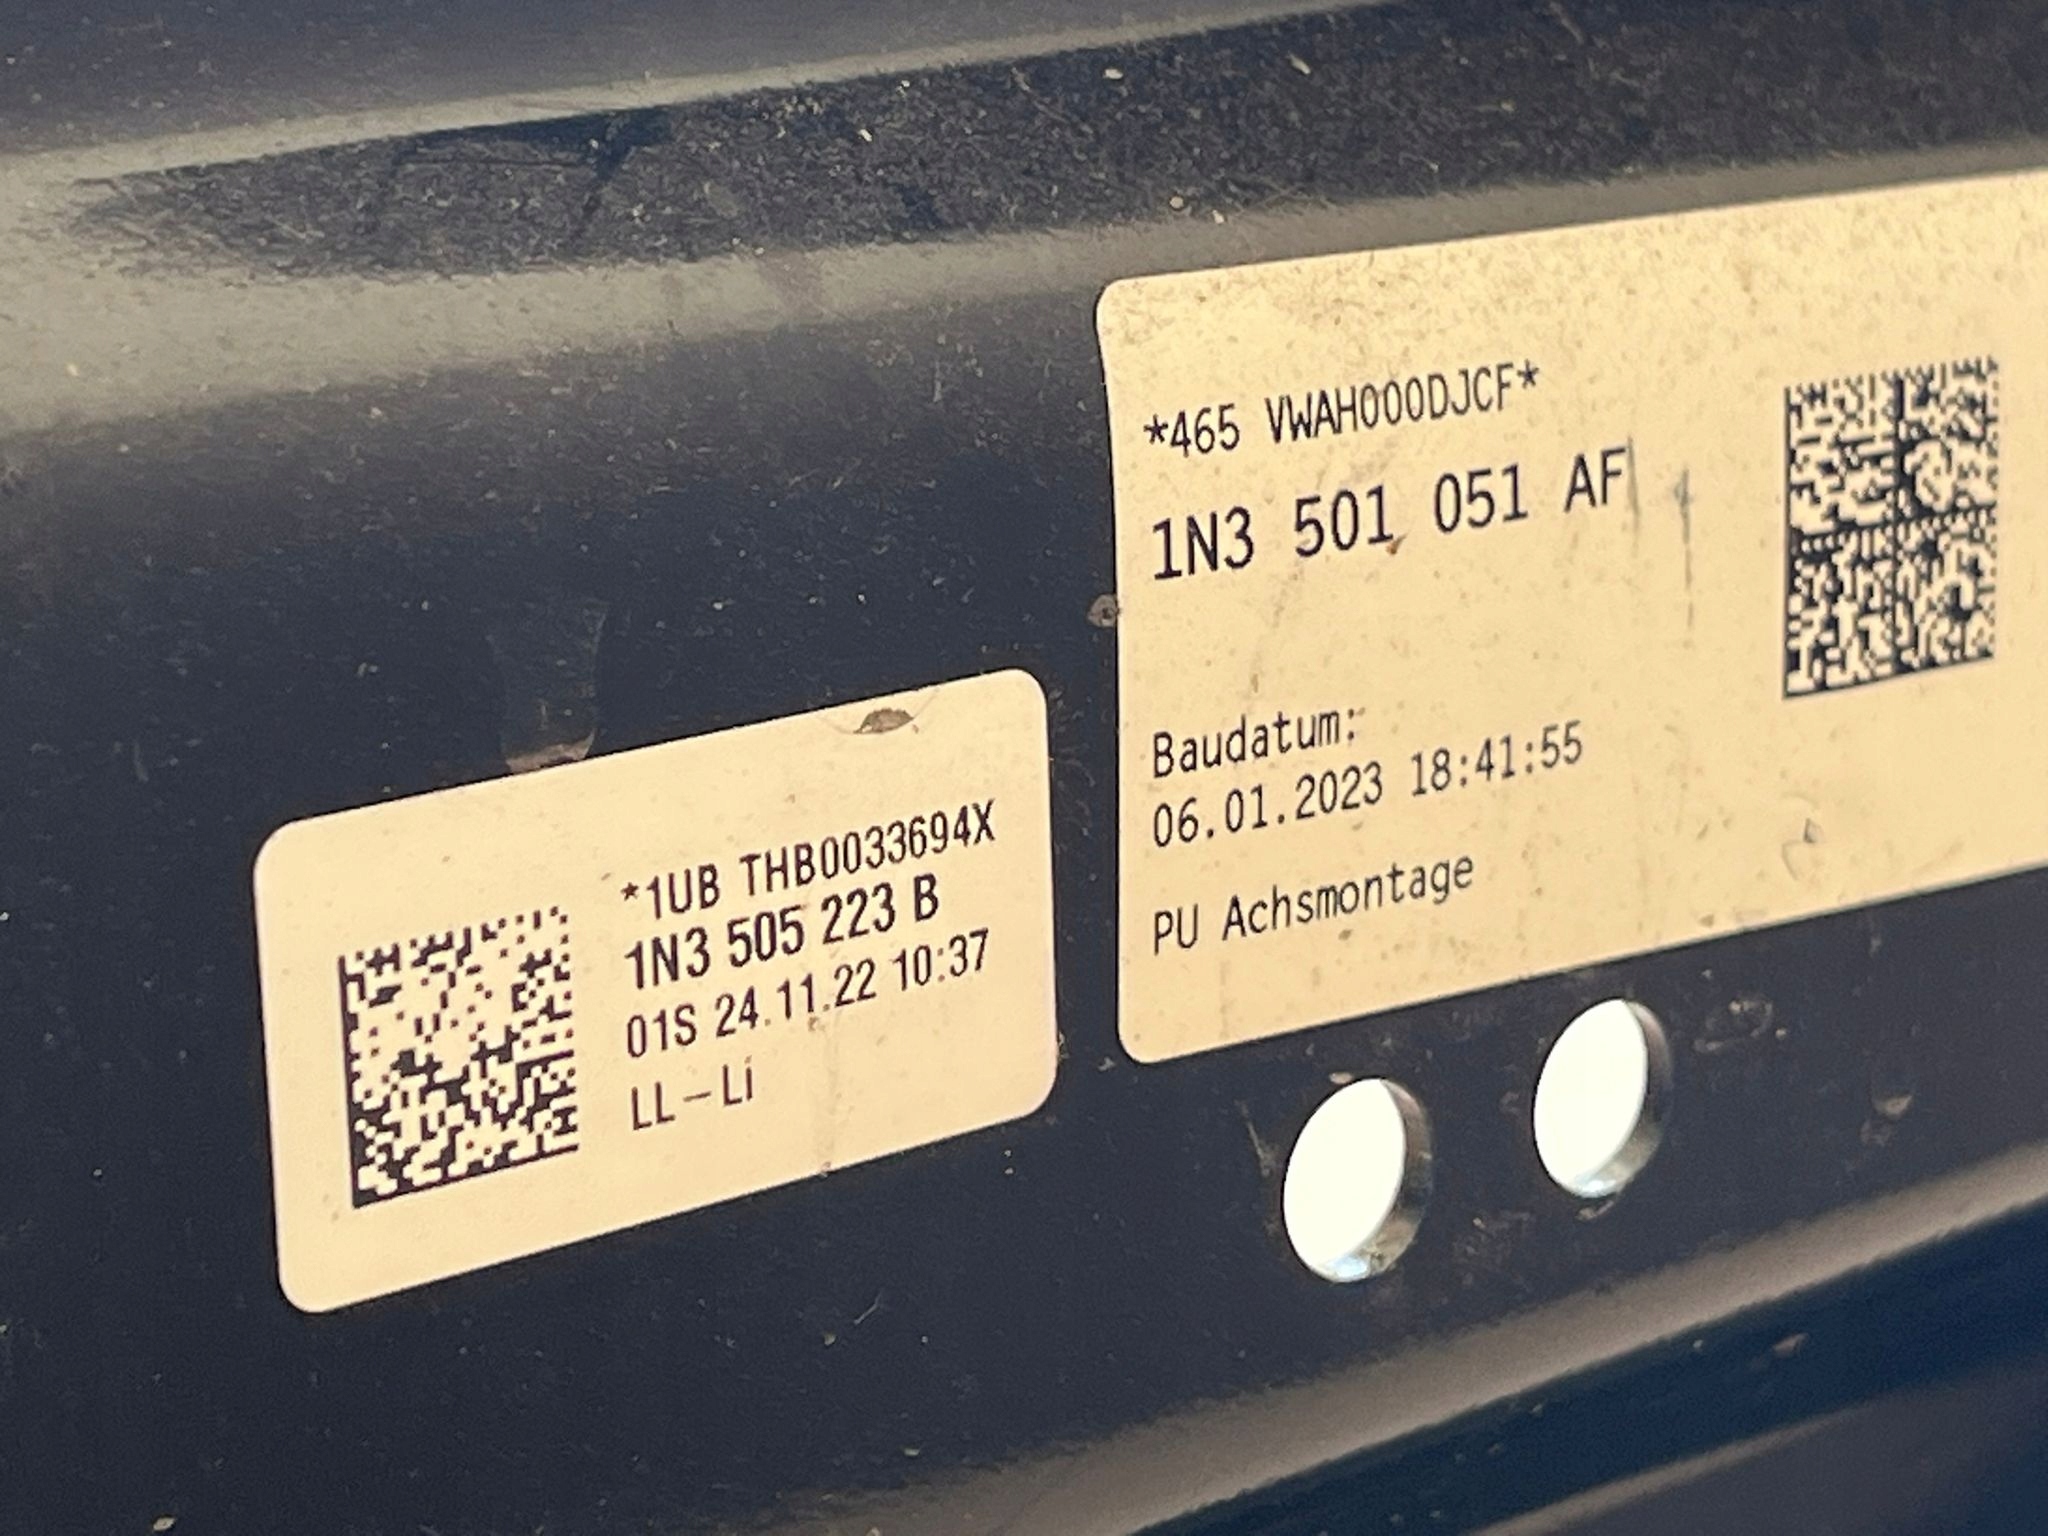 *1UB THB0033694X
1N3 505 223 B
01S 24.11.22 10:37
LL-Li
*465 VWAH000DJCF*
1N3 501 051 AF
Baudatum:
06.01.2023 18:41:55
PU Achsmontage